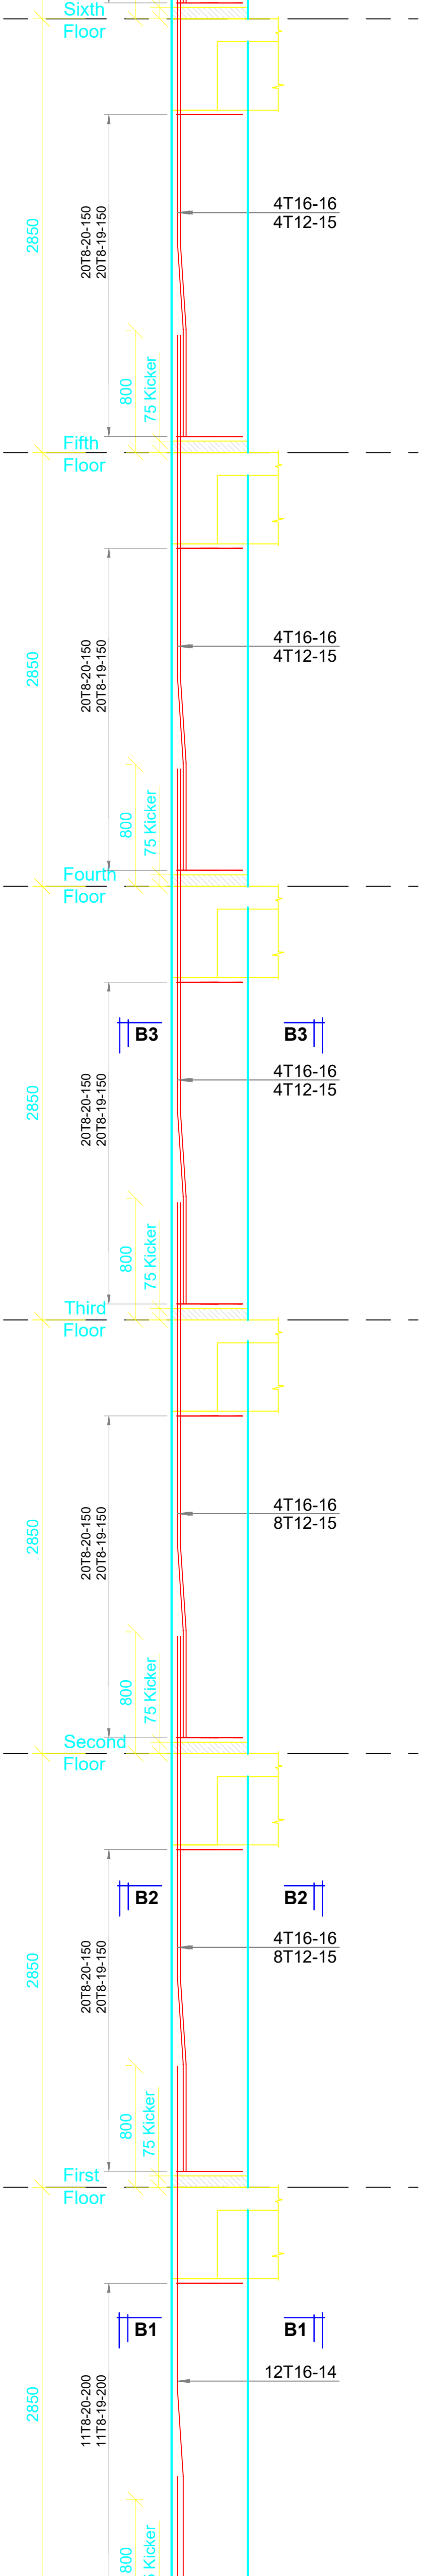 Sixth
Floor
4T16-16
4T12-15
20T8-20-150
20T8-19-150
2850
800
75 Kicker
Fifth
Floor
4T16-16
4T12-15
20T8-20-150
20T8-19-150
2850
800
75 Kicker
Fourth
Floor
B3
B3
4T16-16
4T12-15
20T8-20-150
20T8-19-150
2850
800
75 Kicker
Third
Floor
4T16-16
8T12-15
20T8-20-150
20T8-19-150
2850
800
75 Kicker
Second
Floor
B2
B2
4T16-16
8T12-15
20T8-20-150
20T8-19-150
2850
800
75 Kicker
First
Floor
B1
B1
12T16-14
11T8-20-200
11T8-19-200
2850
800
Kicker